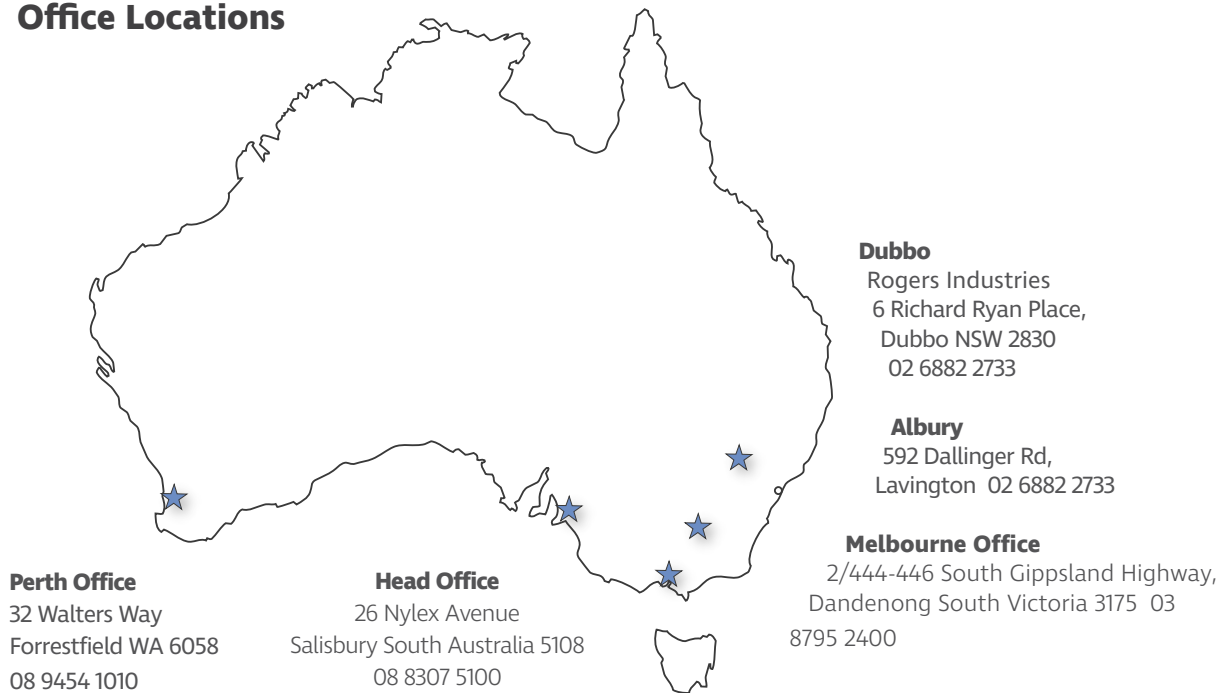 Office Locations
Dubbo
Rogers Industries
6 Richard Ryan Place,
Dubbo NSW 2830
02 6882 2733
Albury
592 Dallinger Rd,
Lavington 02 6882 2733
Melbourne Office
2/444-446 South Gippsland Highway,
Dandenong South Victoria 3175 03
8795 2400
Perth Office
32 Walters Way
Forrestfield WA 6058
08 9454 1010
Head Office
26 Nylex Avenue
Salisbury South Australia 5108
08 8307 5100